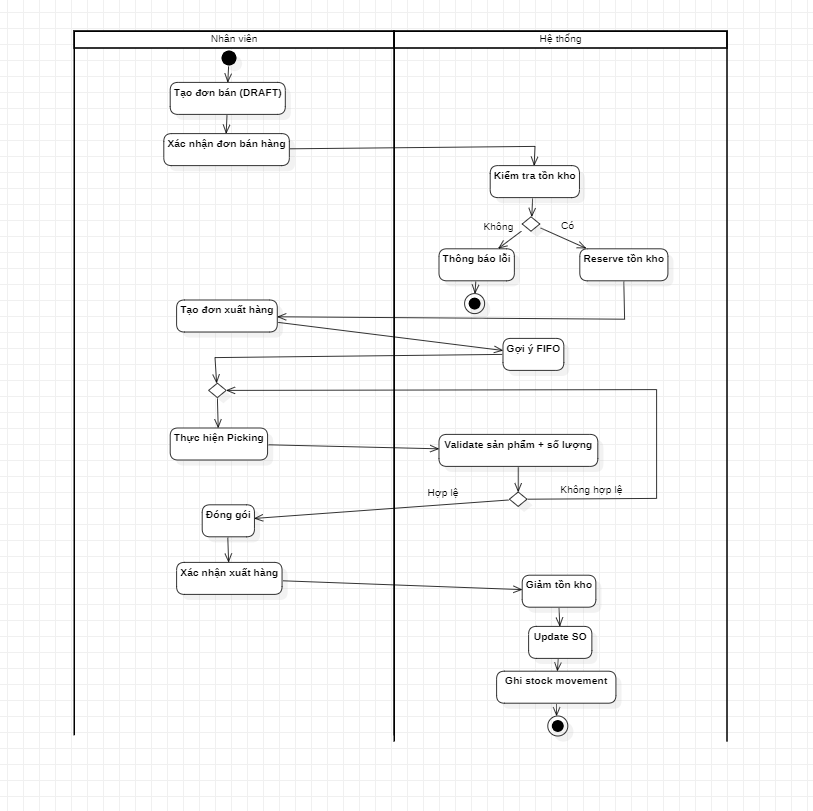 Nhân viên
Hệ thống
Tạo đơn bán (DRAFT)
Xác nhận đơn bán hàng
Kiểm tra tồn kho
Không
Có
Thông báo lỗi
Reserve tồn kho
Tạo đơn xuất hàng
Gợi ý FIFO
Thực hiện Picking
Validate sản phẩm + số lượng
Hợp lệ
Không hợp lệ
Đóng gói
Xác nhận xuất hàng
Giảm tồn kho
Update SO
Ghi stock movement